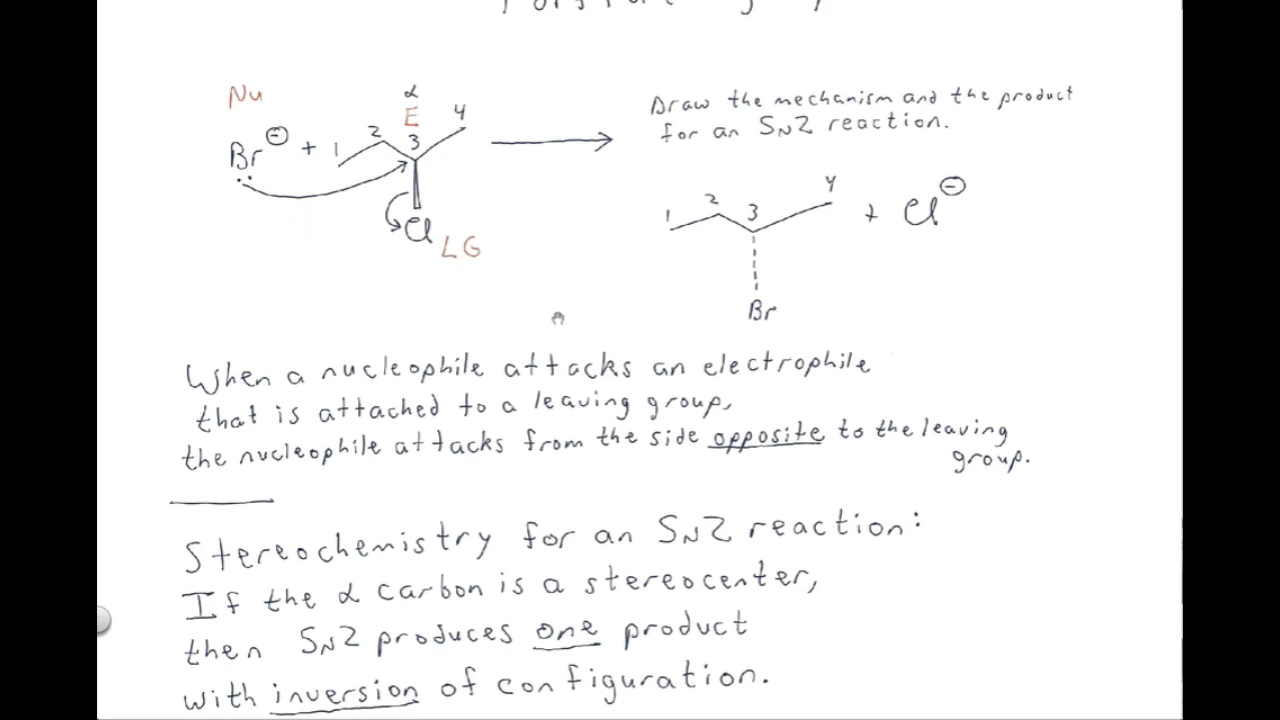 Nu
α
E
Br⊖ + 1 2 3 4
Cl
LG
Draw the mechanism and the product
for an SN2 reaction.
1 2 3 4 + Cl⊖
Br
When a nucleophile attacks an electrophile
that is attached to a leaving group,
the nucleophile attacks from the side opposite to the leaving
group.
Stereochemistry for an SN2 reaction:
If the α carbon is a stereocenter,
then SN2 produces one product
with inversion of configuration.